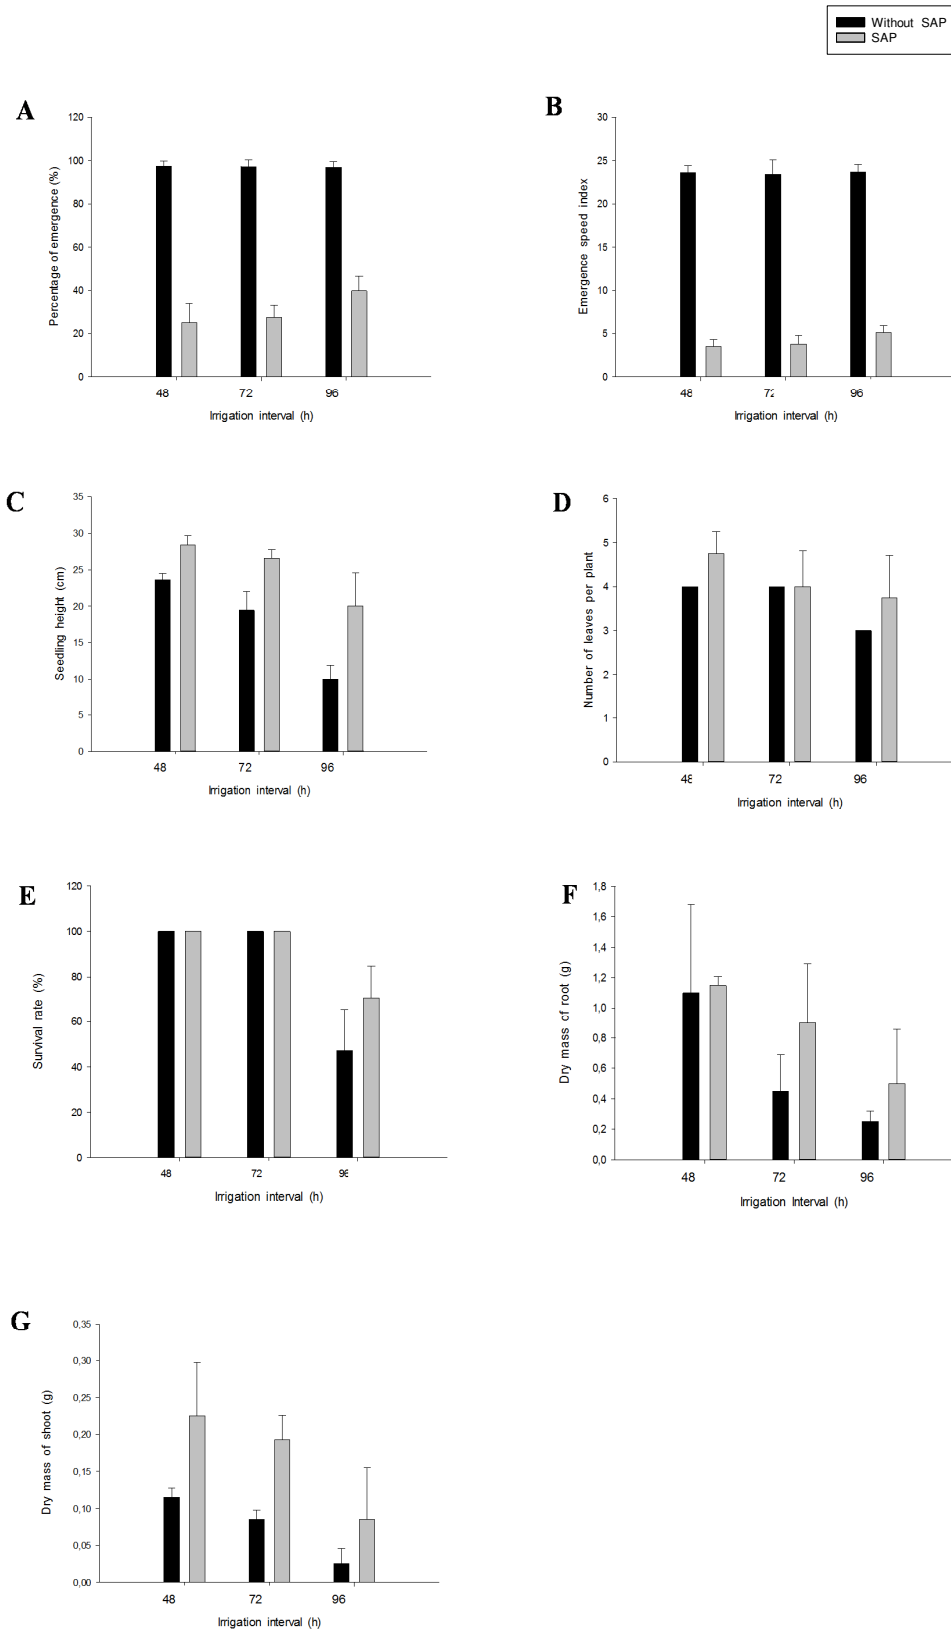 Without SAP
SAP
A
120
100
80
60
40
20
0
Percentage of emergence (%)
48 72 96
Irrigation interval (h)
B
30
25
20
15
10
5
0
Emergence speed index
48 72 96
Irrigation interval (h)
C
35
30
25
20
15
10
5
0
Seedling height (cm)
48 72 96
Irrigation interval (h)
D
6
5
4
3
2
1
0
Number of leaves per plant
48 72 96
Irrigation interval (h)
E
120
100
80
60
40
20
0
Survival rate (%)
48 72 96
Irrigation interval (h)
F
1,8
1,6
1,4
1,2
1,0
0,8
0,6
0,4
0,2
0,0
Dry mass of root (g)
48 72 96
Irrigation Interval (h)
G
0,35
0,30
0,25
0,20
0,15
0,10
0,05
0,00
Dry mass of shoot (g)
48 72 96
Irrigation interval (h)